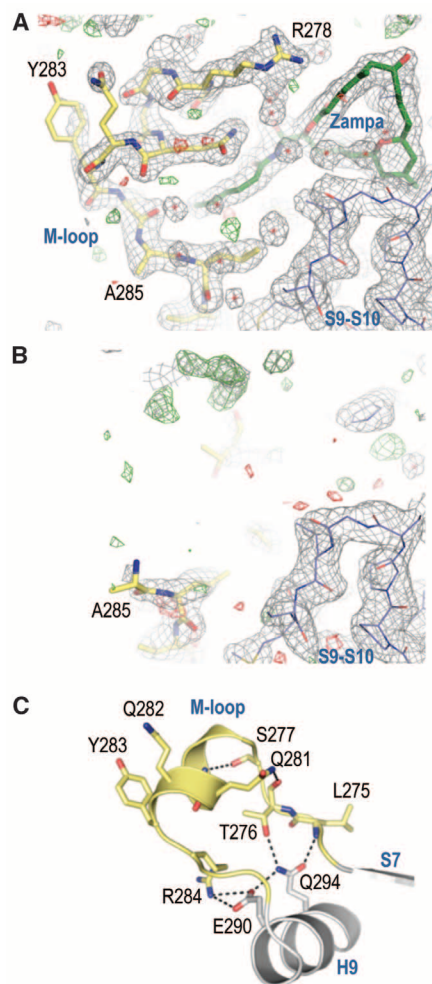 A
R278
Y283
Zampa
M-loop
A285
S9-S10
B
A285
S9-S10
C
M-loop
Q282
S277
Y283
Q281
L275
T276
S7
R284
Q294
E290
H9